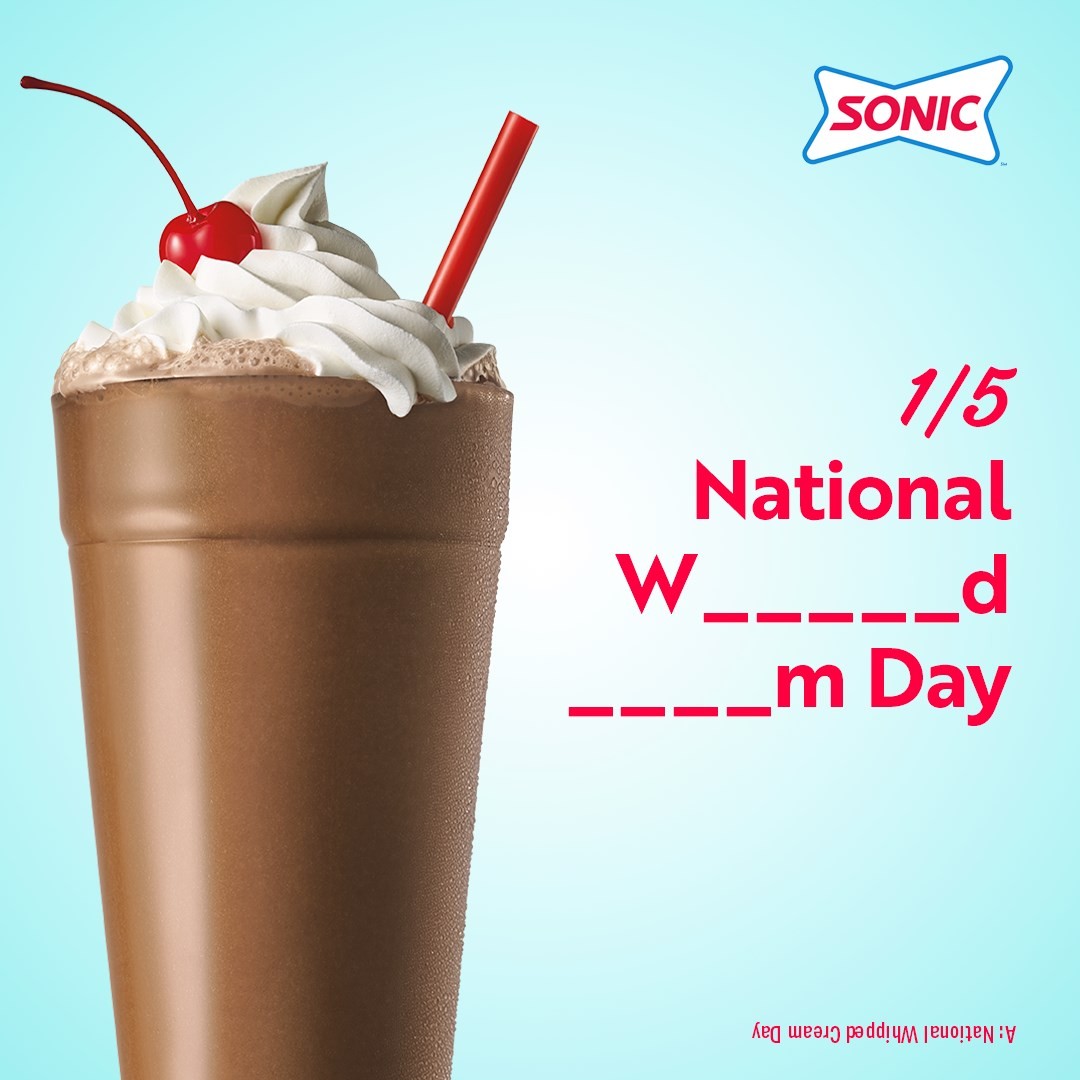 SONIC
1/5
National
W_____d
____m Day
A: National Whipped Cream Day